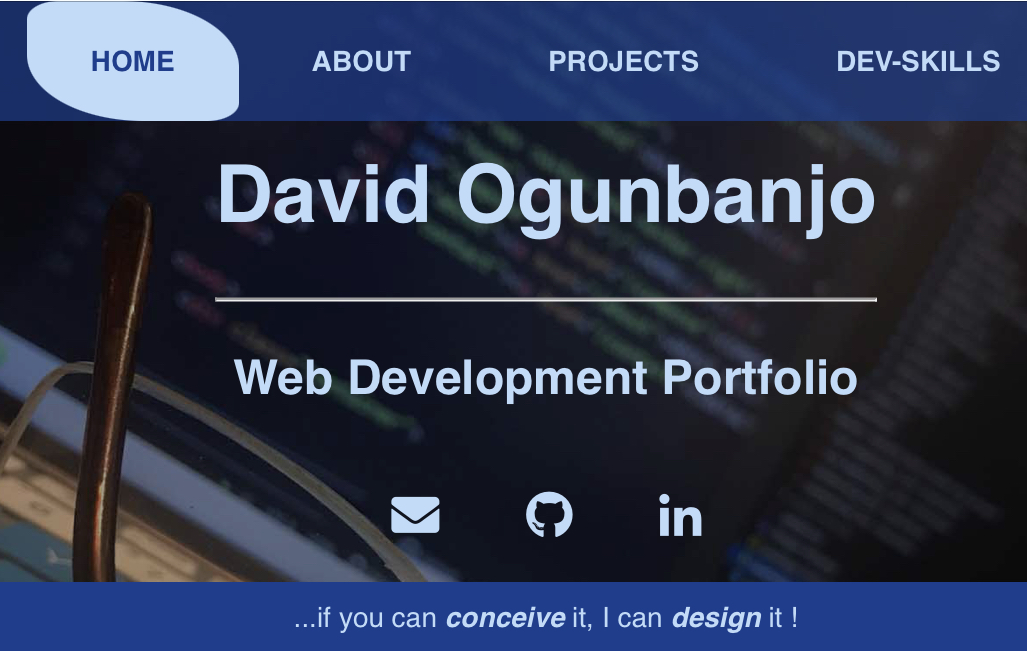 HOME ABOUT PROJECTS DEV-SKILLS
David Ogunbanjo
Web Development Portfolio
in
...if you can conceive it, I can design it !